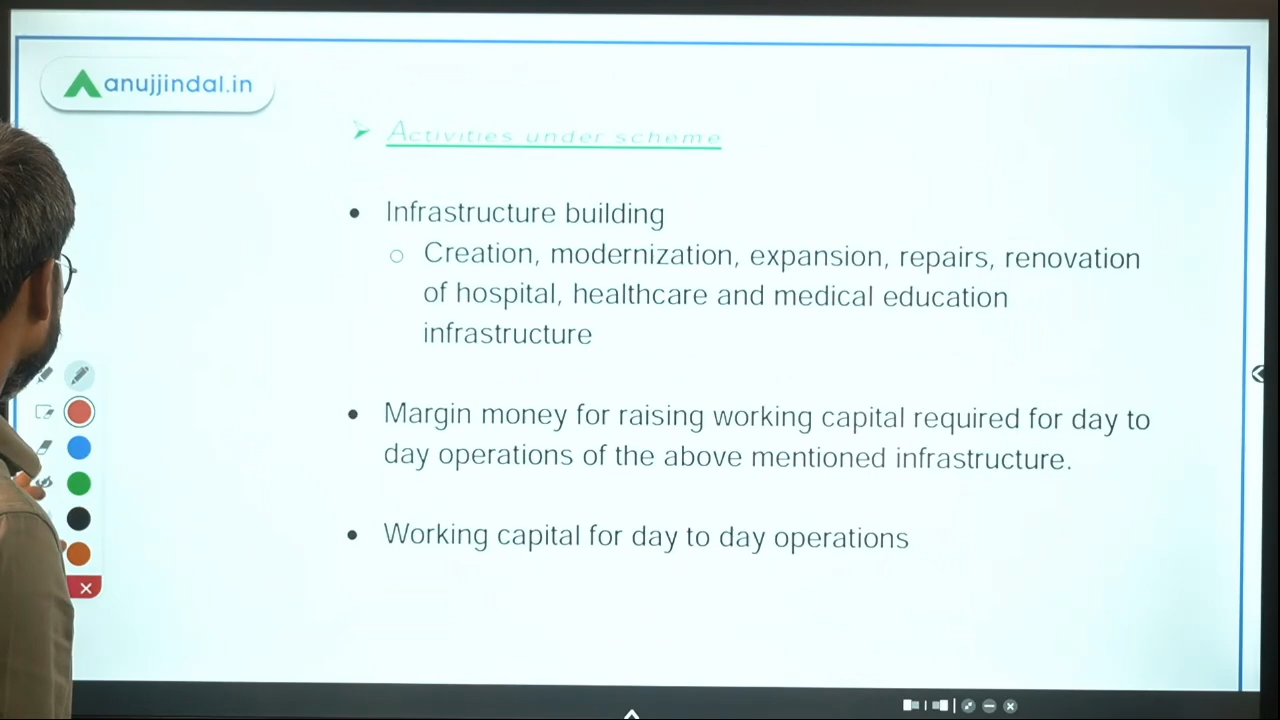 anujjindal.in
Activities under scheme
Infrastructure building
Creation, modernization, expansion, repairs, renovation
of hospital, healthcare and medical education
infrastructure
Margin money for raising working capital required for day to
day operations of the above mentioned infrastructure.
Working capital for day to day operations